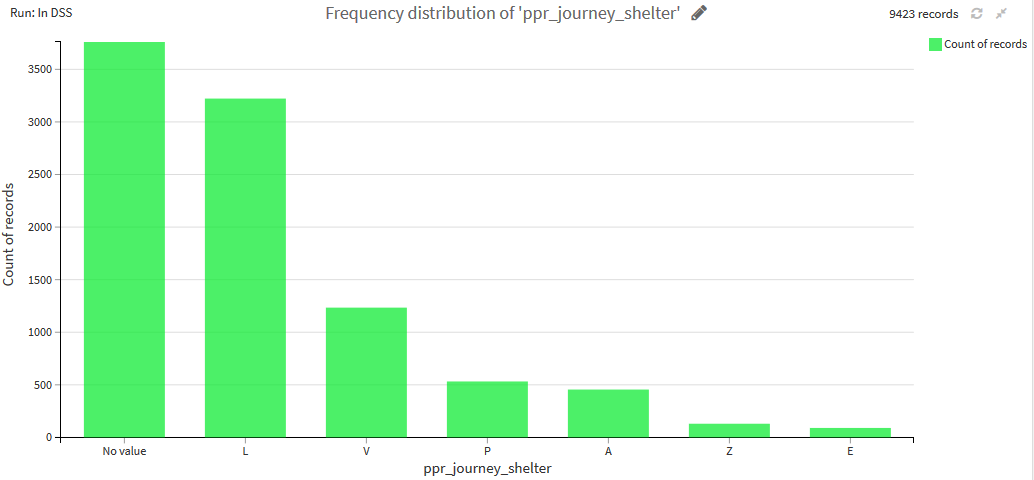 Run: In DSS
Frequency distribution of 'ppr_journey_shelter'
9423 records
Count of records
Count of records
3500
3000
2500
2000
1500
1000
500
0
No value L V P A Z E
ppr_journey_shelter